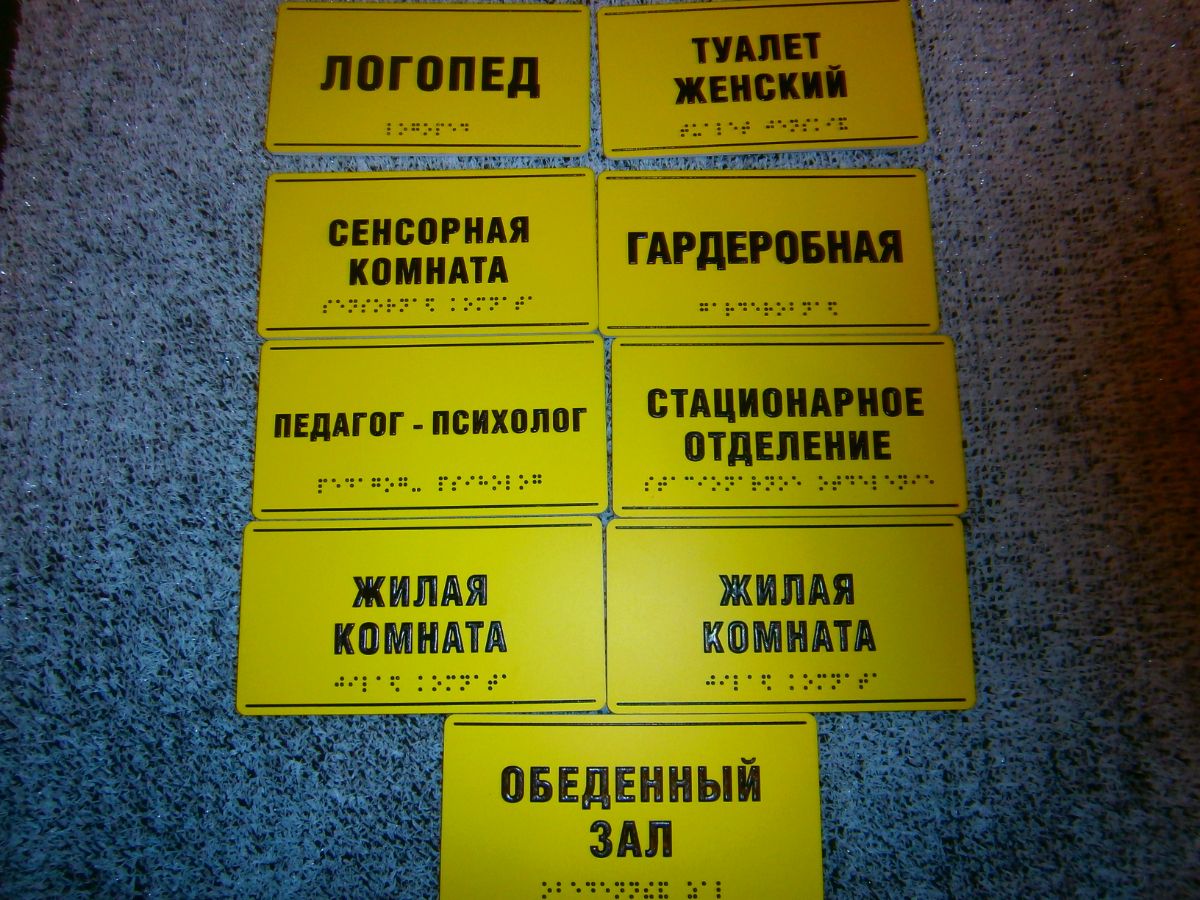 ЛОГОПЕД
ТУАЛЕТ
ЖЕНСКИЙ
СЕНСОРНАЯ
КОМНАТА
ГАРДЕРОБНАЯ
ПЕДАГОГ - ПСИХОЛОГ
СТАЦИОНАРНОЕ
ОТДЕЛЕНИЕ
ЖИЛАЯ
КОМНАТА
ЖИЛАЯ
КОМНАТА
ОБЕДЕННЫЙ
ЗАЛ